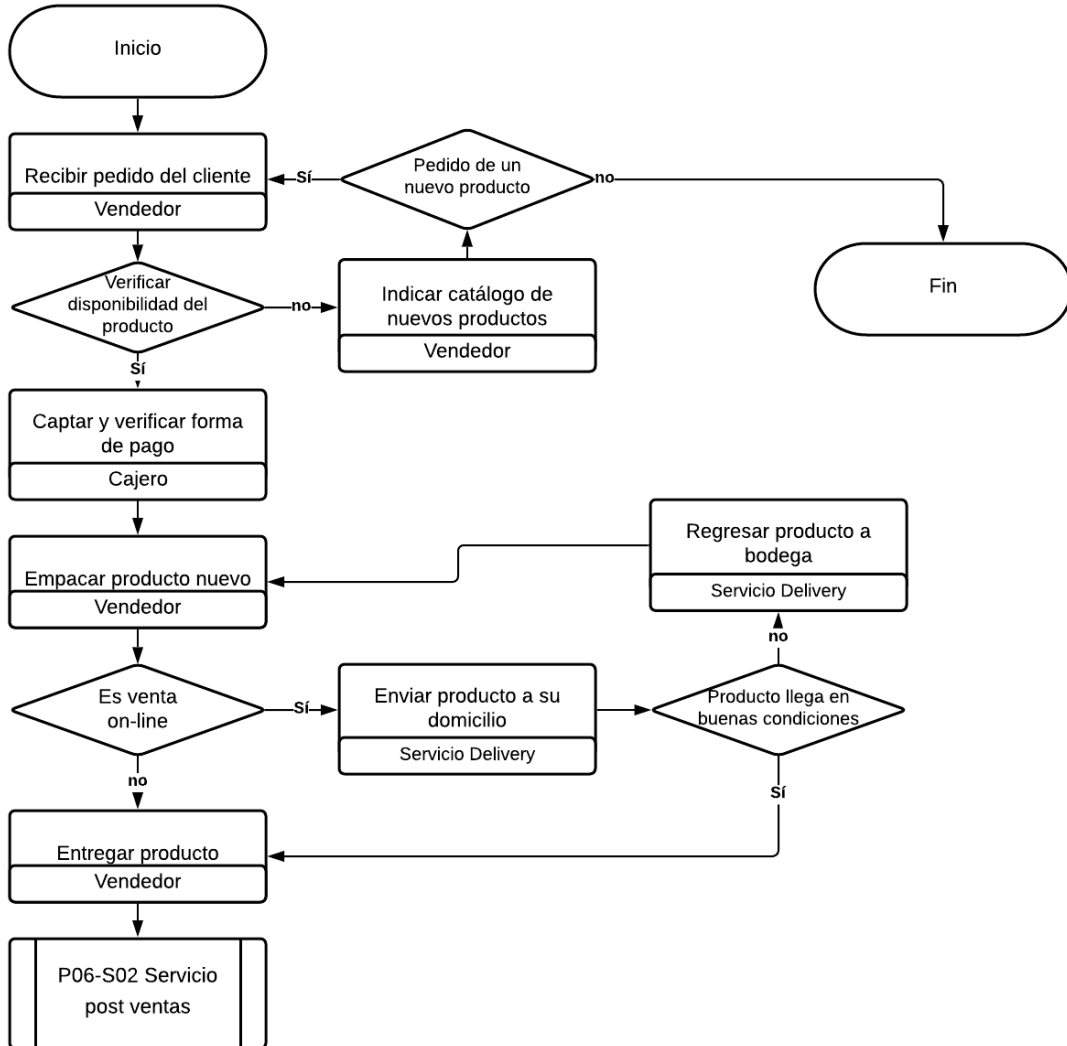 Inicio
Recibir pedido del cliente
Vendedor
Sí
Pedido de un
nuevo producto
no
Fin
Verificar
disponibilidad del
producto
no
Indicar catálogo de
nuevos productos
Vendedor
Sí
Captar y verificar forma
de pago
Cajero
Empacar producto nuevo
Vendedor
Regresar producto a
bodega
Servicio Delivery
no
Es venta
on-line
Sí
Enviar producto a su
domicilio
Servicio Delivery
Producto llega en
buenas condiciones
no
Sí
Entregar producto
Vendedor
P06-S02 Servicio
post ventas